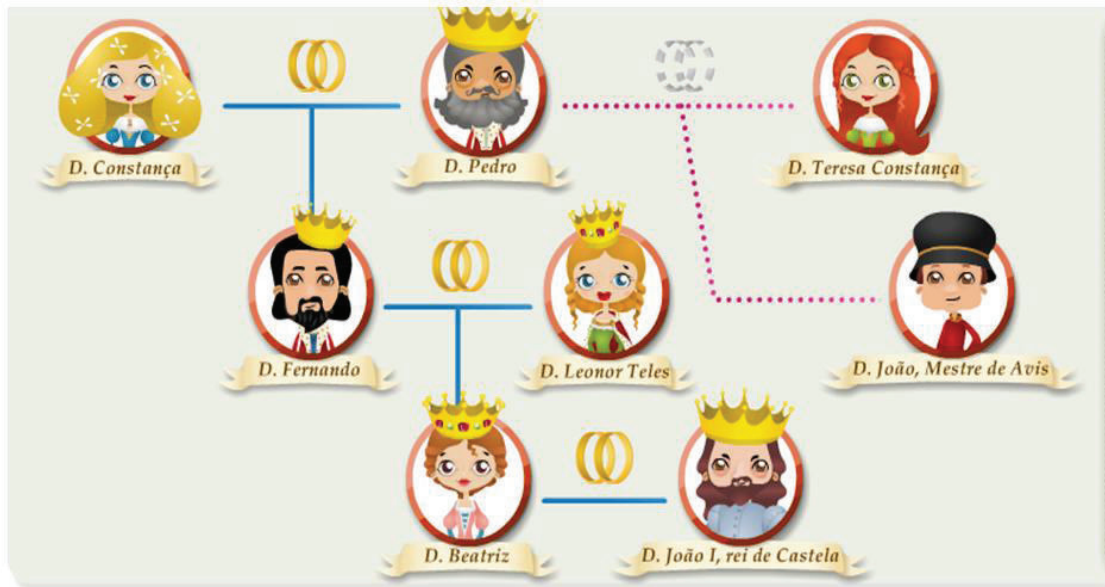 D. Constança
D. Pedro
D. Teresa Constança
D. Fernando
D. Leonor Teles
D. João, Mestre de Avis
D. Beatriz
D. João I, rei de Castela